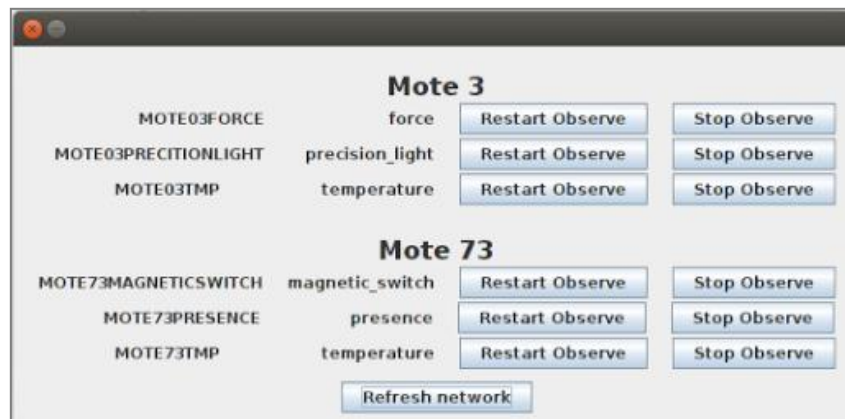 Mote 3
MOTE03FORCE force Restart Observe Stop Observe
MOTE03PRECITIONLIGHT precision_light Restart Observe Stop Observe
MOTE03TMP temperature Restart Observe Stop Observe
Mote 73
MOTE73MAGNETICSWITCH magnetic_switch Restart Observe Stop Observe
MOTE73PRESENCE presence Restart Observe Stop Observe
MOTE73TMP temperature Restart Observe Stop Observe
Refresh network